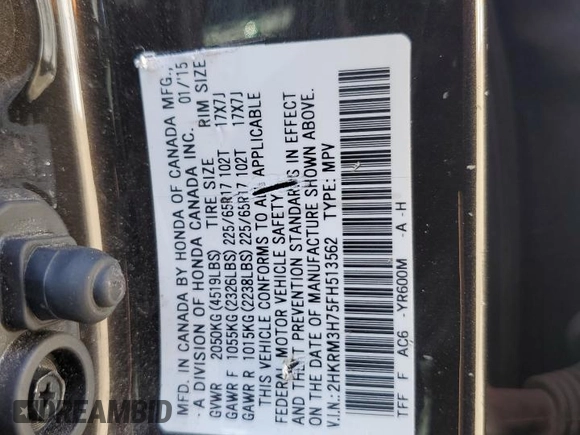 MFD. IN CANADA BY HONDA OF CANADA MFG.,
A DIVISION OF HONDA CANADA INC. 01/'15
GVWR 2050KG (4519LBS) TIRE SIZE RIM SIZE
GAWR F 1055KG (2326LBS) 225/65R17 102T 17X7J
GAWR R 1015KG (2238LBS) 225/65R17 102T 17X7J
THIS VEHICLE CONFORMS TO ALL APPLICABLE
FEDERAL MOTOR VEHICLE SAFETY
AND THEFT PREVENTION STANDARDS IN EFFECT
ON THE DATE OF MANUFACTURE SHOWN ABOVE.
V.I.N.: 2HKRM3H75FH513562 TYPE: MPV
TFF F AC6 -YR600M -A -H
DREAMBID